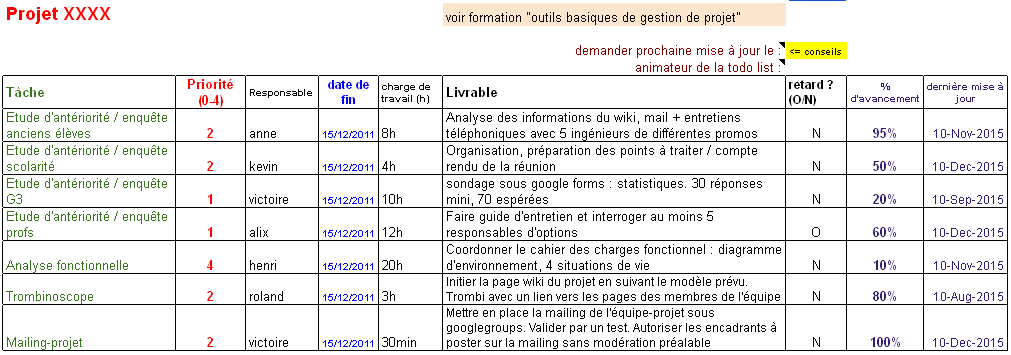 Projet XXXX
voir formation "outils basiques de gestion de projet"
demander prochaine mise à jour le : <= conseils
animateur de la todo list :
Tâche Priorité (0-4) Responsable date de fin charge de travail (h) Livrable retard ? (O/N) % d'avancement dernière mise à jour
Etude d'antériorité / enquête anciens élèves 2 anne 15/12/2011 8h Analyse des informations du wiki, mail + entretiens téléphoniques avec 5 ingénieurs de différentes promos N 95% 10-Nov-2015
Etude d'antériorité / enquête scolarité 2 kevin 15/12/2011 4h Organisation, préparation des points à traiter / compte rendu de la réunion N 50% 10-Dec-2015
Etude d'antériorité / enquête G3 1 victoire 15/12/2011 10h sondage sous google forms : statistiques. 30 réponses mini, 70 espérées N 20% 10-Sep-2015
Etude d'antériorité / enquête profs 1 alix 15/12/2011 12h Faire guide d'entretien et interroger au moins 5 responsables d'options O 60% 10-Dec-2015
Analyse fonctionnelle 4 henri 15/12/2011 20h Coordonner le cahier des charges fonctionnel : diagramme d'environnement, 4 situations de vie N 10% 10-Nov-2015
Trombinoscope 2 roland 15/12/2011 3h Initier la page wiki du projet en suivant le modèle prévu. Trombi avec un lien vers les pages des membres de l'équipe N 80% 10-Aug-2015
Mailing-projet 2 victoire 15/12/2011 30min Mettre en place la mailing de l'équipe-projet sous googlegroups. Valider par un test. Autoriser les encadrants à poster sur la mailing sans modération préalable N 100% 10-Dec-2015